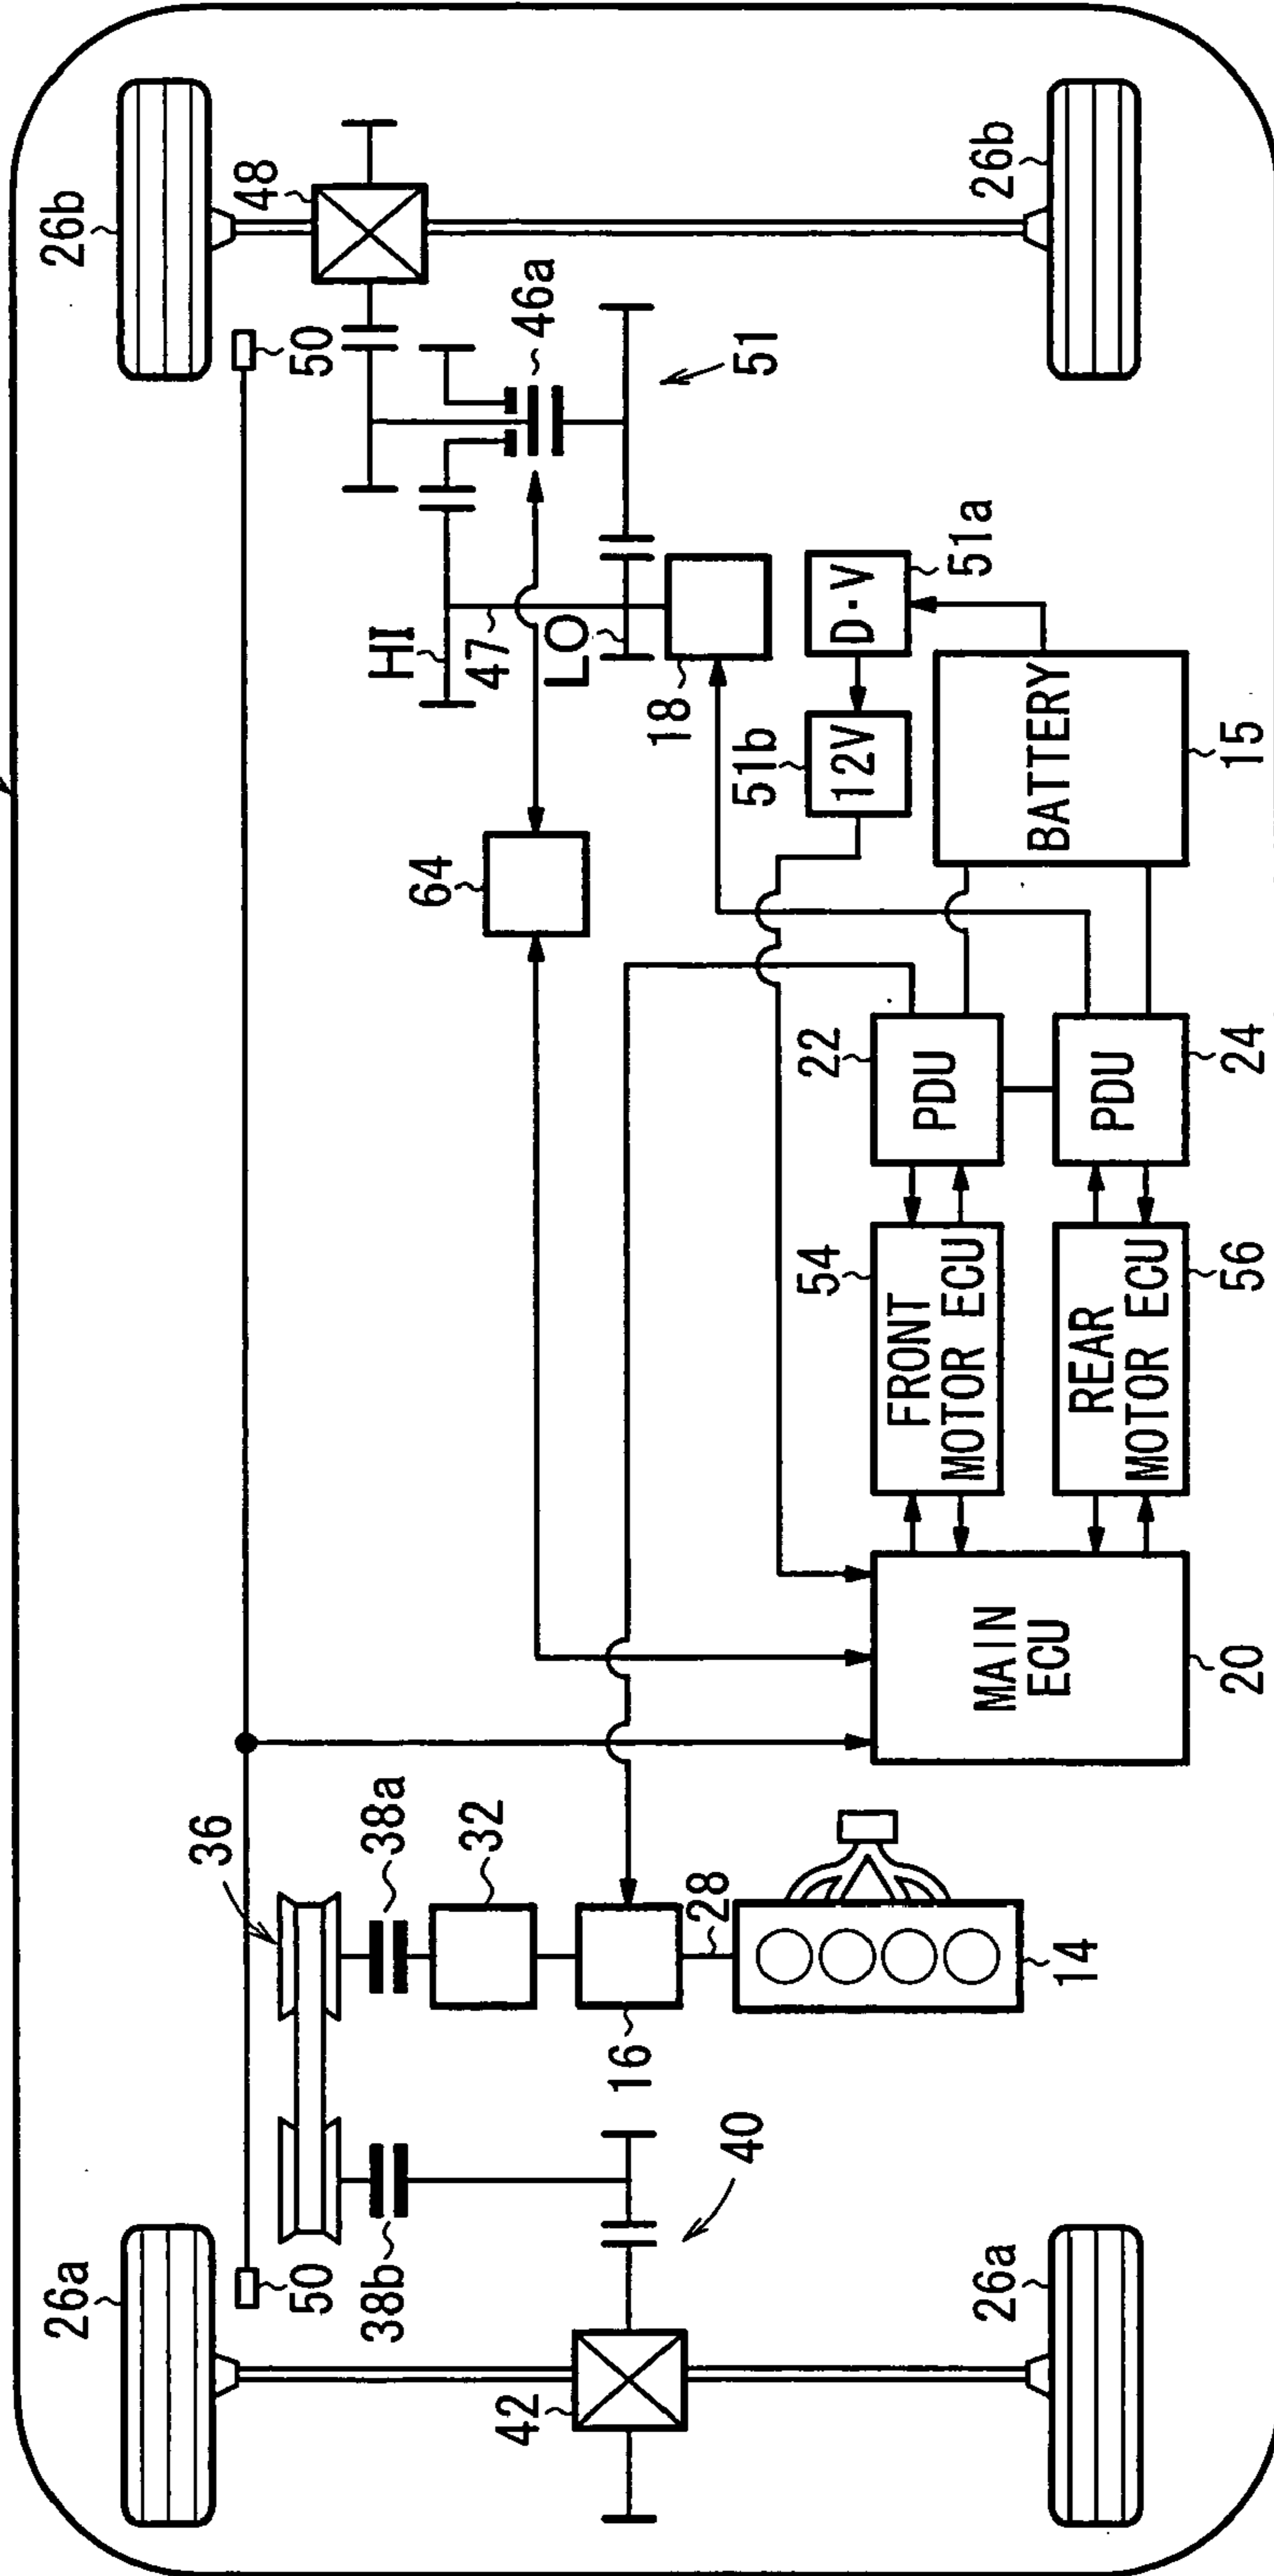 26a
26b
36
48
50
50
38b
38a
HI
64
32
47
42
46a
LO
16
18
28
40
51b
51
54
22
12V
D·V
51a
FRONT
MOTOR ECU
PDU
26a
26b
MAIN
ECU
BATTERY
14
REAR
MOTOR ECU
PDU
20
56
24
15